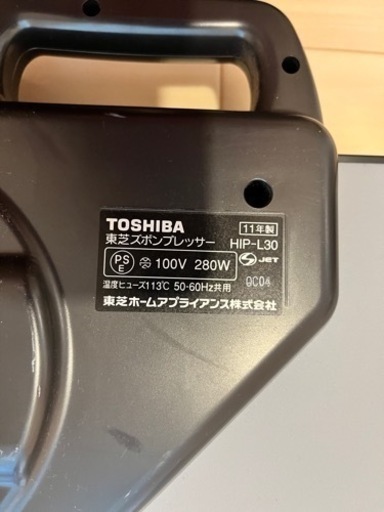 TOSHIBA 11年製
東芝ズボンプレッサー HIP-L30
PS E 100V 280W S JET
温度ヒューズ113℃ 50-60Hz共用 0C04
東芝ホームアプライアンス株式会社